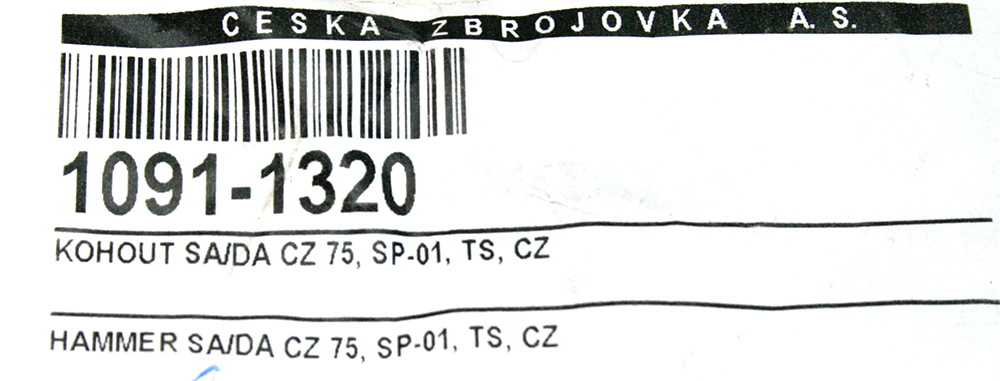 CESKA ZBROJOVKA A.S.
1091-1320
KOHOUT SA/DA CZ 75, SP-01, TS, CZ
HAMMER SA/DA CZ 75, SP-01, TS, CZ